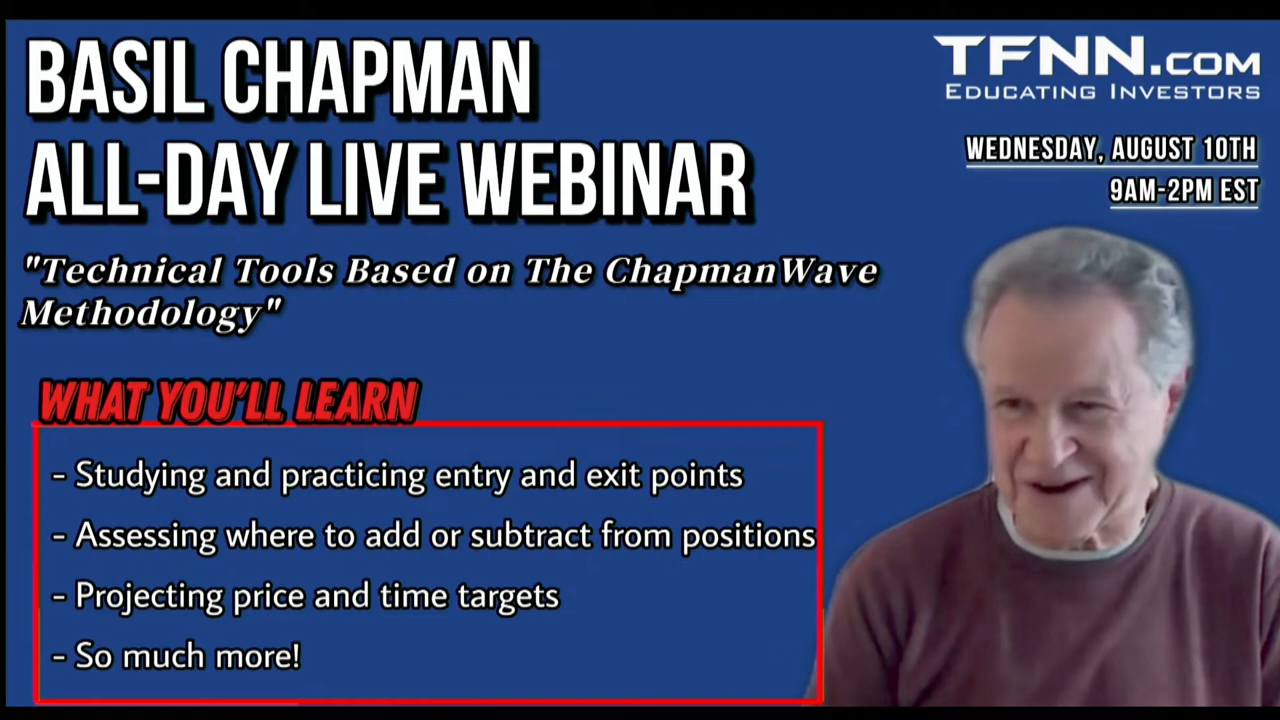 BASIL CHAPMAN
ALL-DAY LIVE WEBINAR
"Technical Tools Based on The ChapmanWave
Methodology"
WHAT YOU'LL LEARN
- Studying and practicing entry and exit points
- Assessing where to add or subtract from positions
- Projecting price and time targets
- So much more!
TFNN.COM
EDUCATING INVESTORS
WEDNESDAY, AUGUST 10TH
9AM-2PM EST